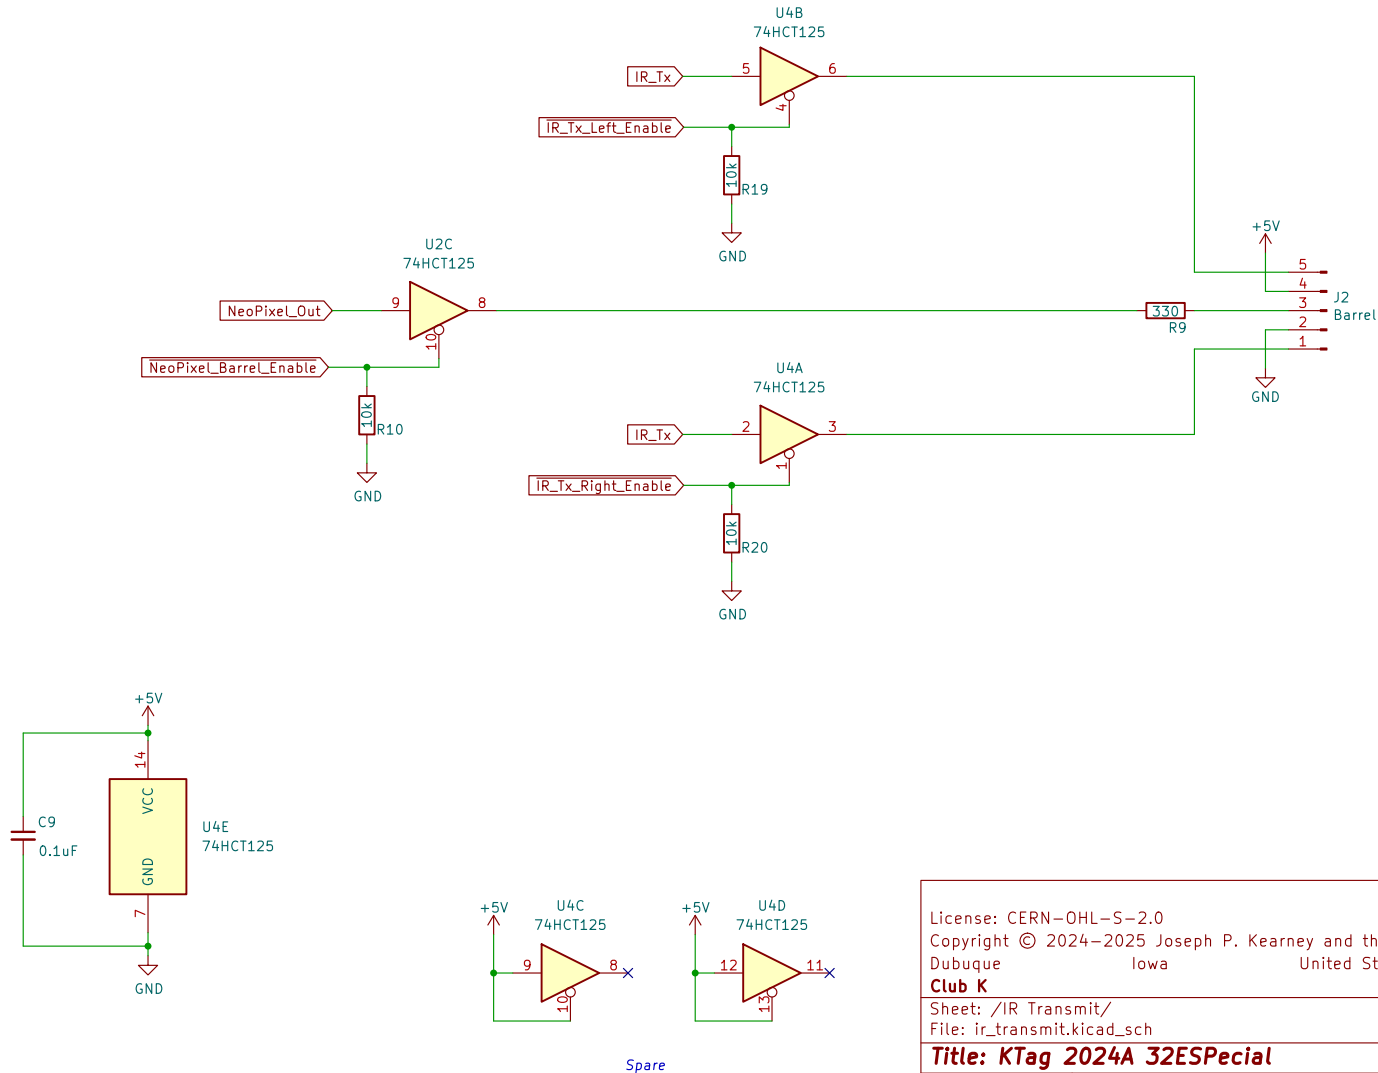 U4B
74HCT125
IR_Tx
5
6
4
IR_Tx_Left_Enable
10k
R19
GND
U2C
74HCT125
NeoPixel_Out
9
8
10
NeoPixel_Barrel_Enable
10k
R10
GND
+5V
5
4
3
2
1
J2
Barrel
330
R9
GND
U4A
74HCT125
IR_Tx
2
3
1
IR_Tx_Right_Enable
10k
R20
GND
+5V
14
VCC
GND
7
U4E
74HCT125
C9
0.1uF
GND
+5V
U4C
74HCT125
9
8
10
+5V
U4D
74HCT125
12
11
13
Spare
License: CERN-OHL-S-2.0
Copyright © 2024-2025 Joseph P. Kearney and th
Dubuque Iowa United St
Club K
Sheet: /IR Transmit/
File: ir_transmit.kicad_sch
Title: KTag 2024A 32ESPecial